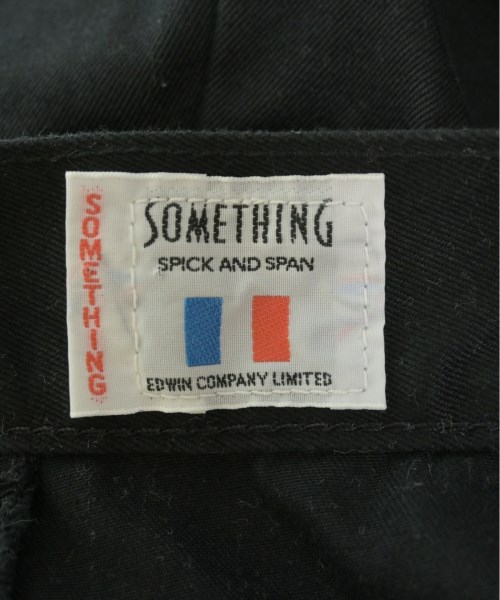 SOMETHING
SOMETHING
SPICK AND SPAN
EDWIN COMPANY LIMITED